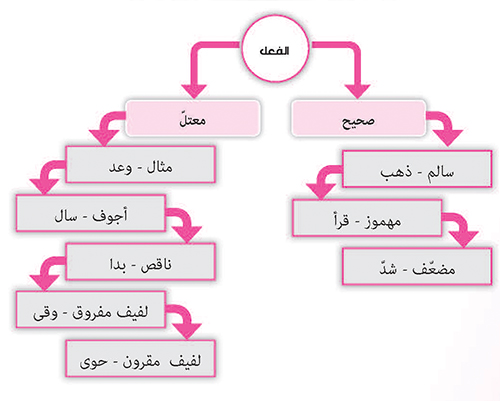 الفعل
صحيح
معتلّ
سالم - ذهب
مثال - وعد
مهموز - قرأ
أجوف - سال
مضعّف - شدّ
ناقص - بدا
لفيف مفروق - وقى
لفيف مقرون - حوى